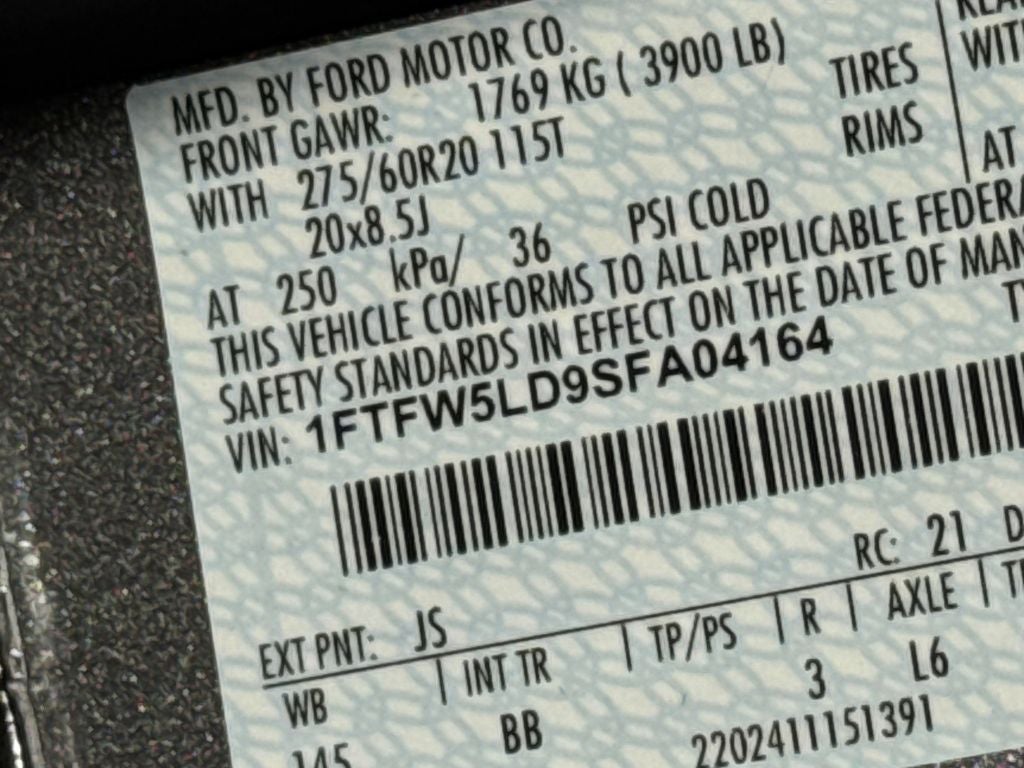 MFD. BY FORD MOTOR CO.
FRONT GAWR: 1769 KG ( 3900 LB)
WITH 275/60R20 115T TIRES
20x8.5J RIMS
WIT
AT 250 kPa/ 36 PSI COLD
AT
THIS VEHICLE CONFORMS TO ALL APPLICABLE FEDERA
SAFETY STANDARDS IN EFFECT ON THE DATE OF MAN
VIN: 1FTFW5LD9SFA04164
RC: 21 D
EXT PNT: JS
WB | INT TR | TP/PS | R | AXLE |
145 BB 3 L6
2202411151391